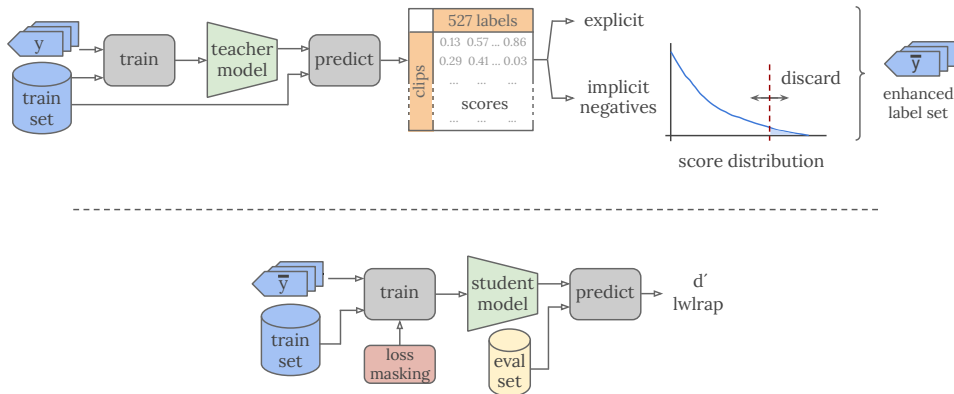 y
train
set
train
teacher
model
predict
527 labels
clips
0.13 0.57 ... 0.86
0.29 0.41 ... 0.03
... ... ...
scores
... ... ...
explicit
implicit
negatives
discard
score distribution
y̅
enhanced
label set
y̅
train
set
train
loss
masking
student
model
eval
set
predict
d´
lwlrap